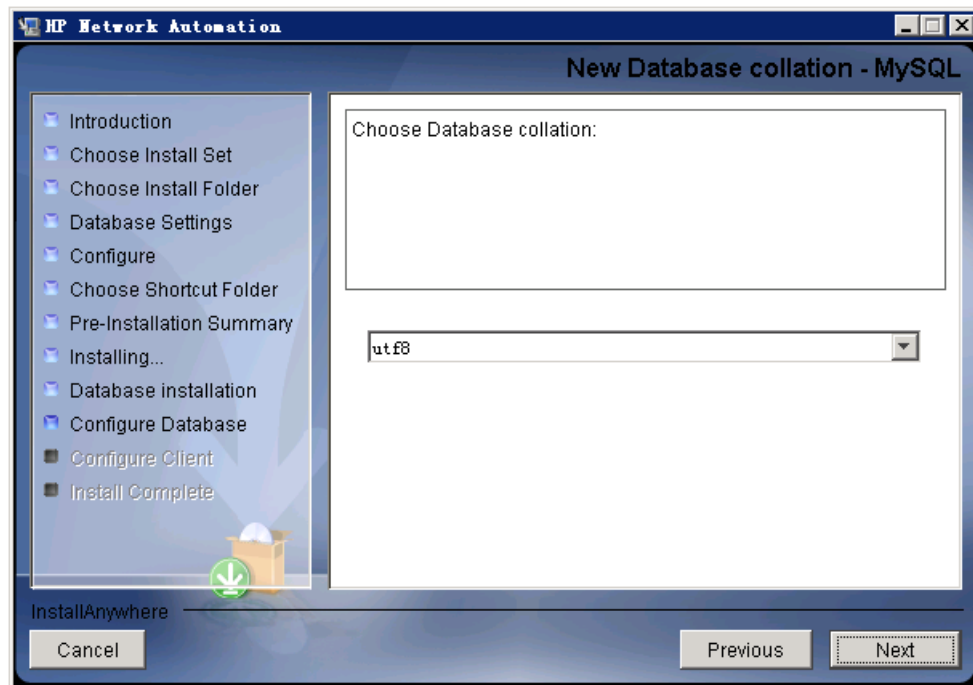 HP Network Automation
New Database collation - MySQL
Introduction
Choose Install Set
Choose Install Folder
Database Settings
Configure
Choose Shortcut Folder
Pre-Installation Summary
Installing...
Database installation
Configure Database
Configure Client
Install Complete
Choose Database collation:
utf8
InstallAnywhere
Cancel
Previous
Next